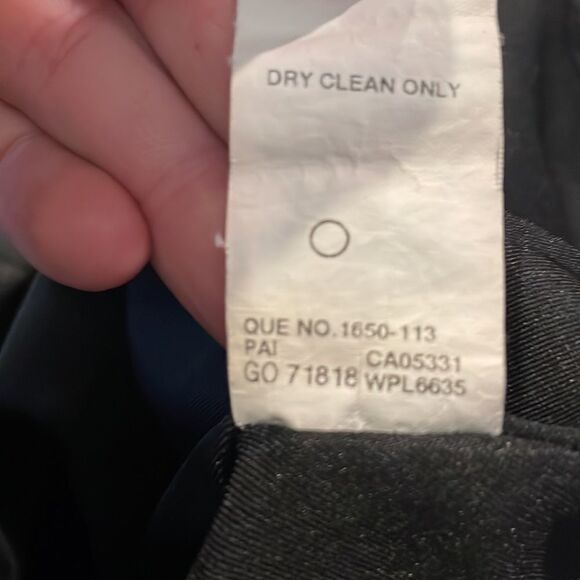 DRY CLEAN ONLY
QUE NO. 1650-113
PAI CA05331
GO 71818 WPL6635